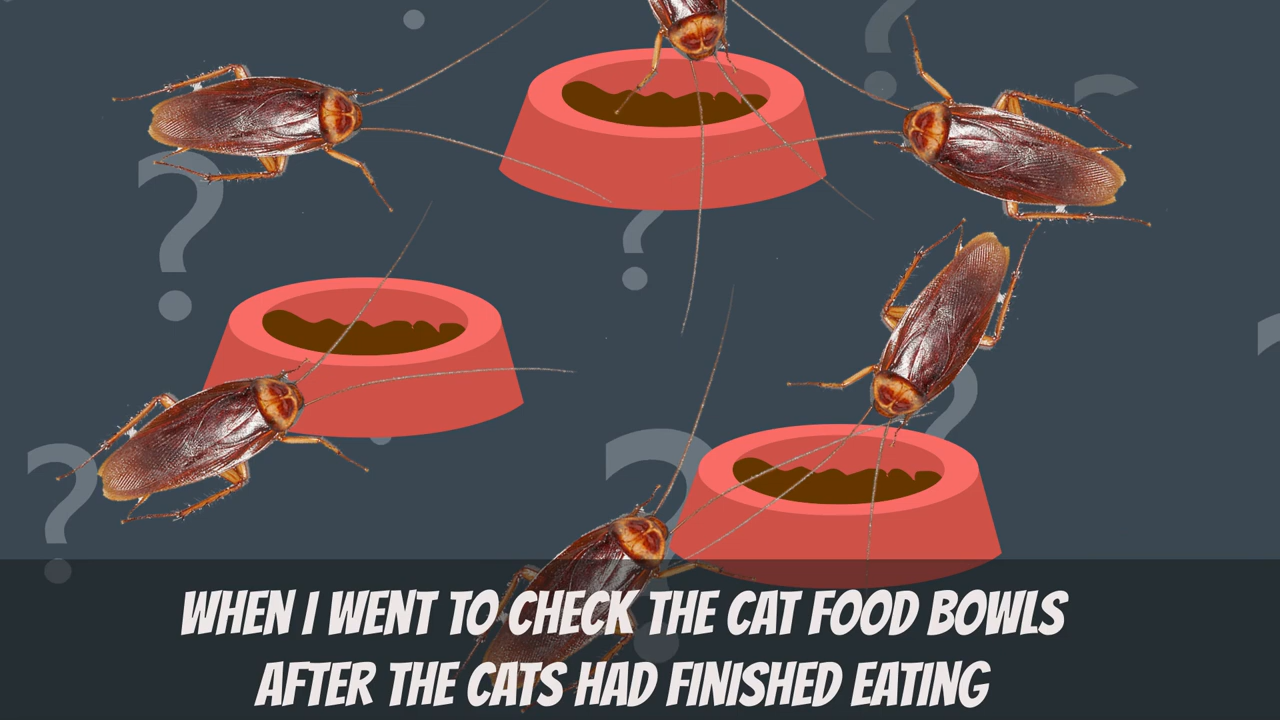 WHEN I WENT TO CHECK THE CAT FOOD BOWLS
AFTER THE CATS HAD FINISHED EATING